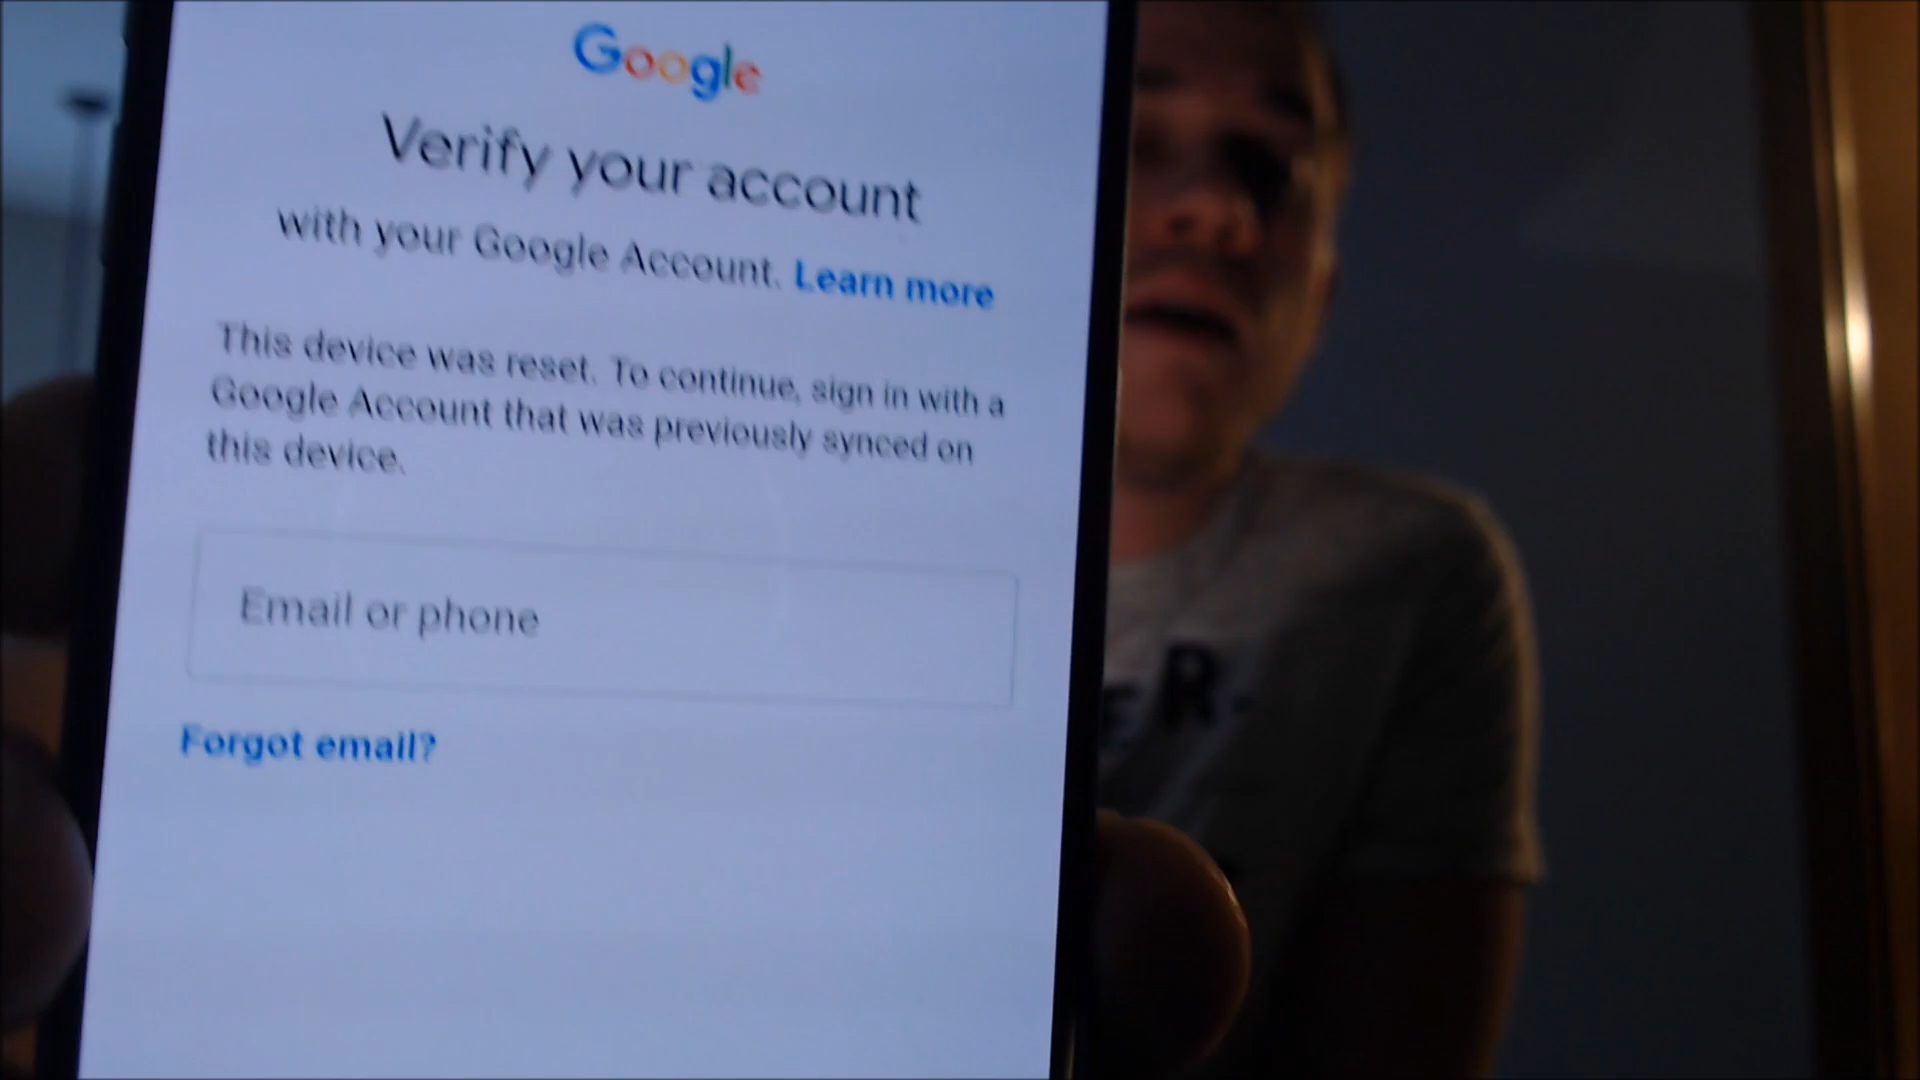 Google
Verify your account
with your Google Account. Learn more
This device was reset. To continue, sign in with a
Google Account that was previously synced on
this device.
Email or phone
Forgot email?
R.